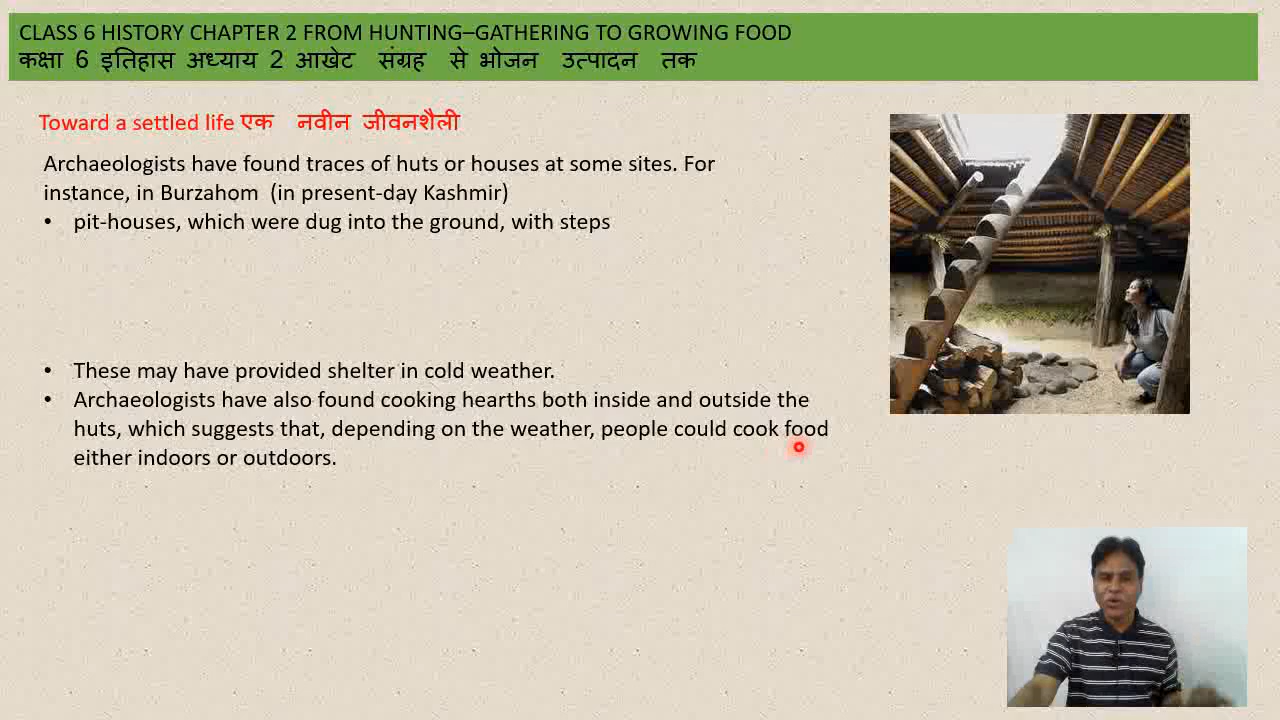 CLASS 6 HISTORY CHAPTER 2 FROM HUNTING–GATHERING TO GROWING FOOD
कक्षा 6 इतिहास अध्याय 2 आखेट संग्रह से भोजन उत्पादन तक
Toward a settled life एक नवीन जीवनशैली
Archaeologists have found traces of huts or houses at some sites. For
instance, in Burzahom (in present-day Kashmir)
• pit-houses, which were dug into the ground, with steps
• These may have provided shelter in cold weather.
• Archaeologists have also found cooking hearths both inside and outside the
huts, which suggests that, depending on the weather, people could cook food
either indoors or outdoors.